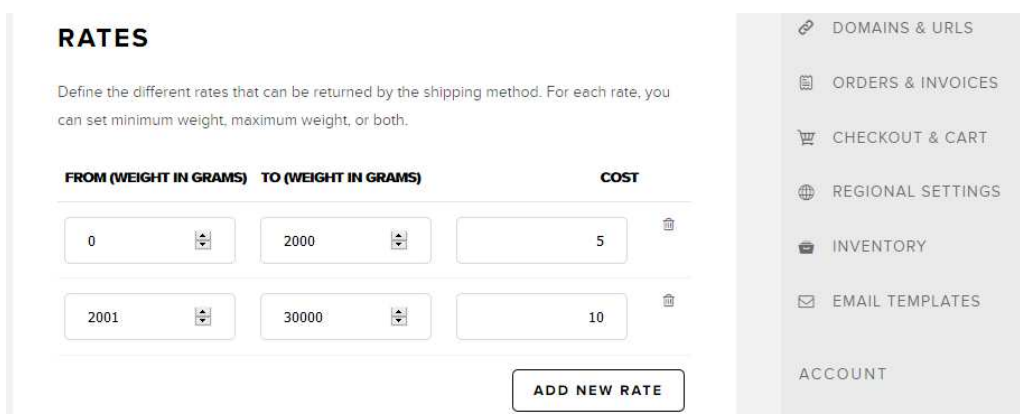 RATES
Define the different rates that can be returned by the shipping method. For each rate, you
can set minimum weight, maximum weight, or both.
FROM (WEIGHT IN GRAMS) TO (WEIGHT IN GRAMS) COST
0 2000 5
2001 30000 10
ADD NEW RATE
DOMAINS & URLS
ORDERS & INVOICES
CHECKOUT & CART
REGIONAL SETTINGS
INVENTORY
EMAIL TEMPLATES
ACCOUNT